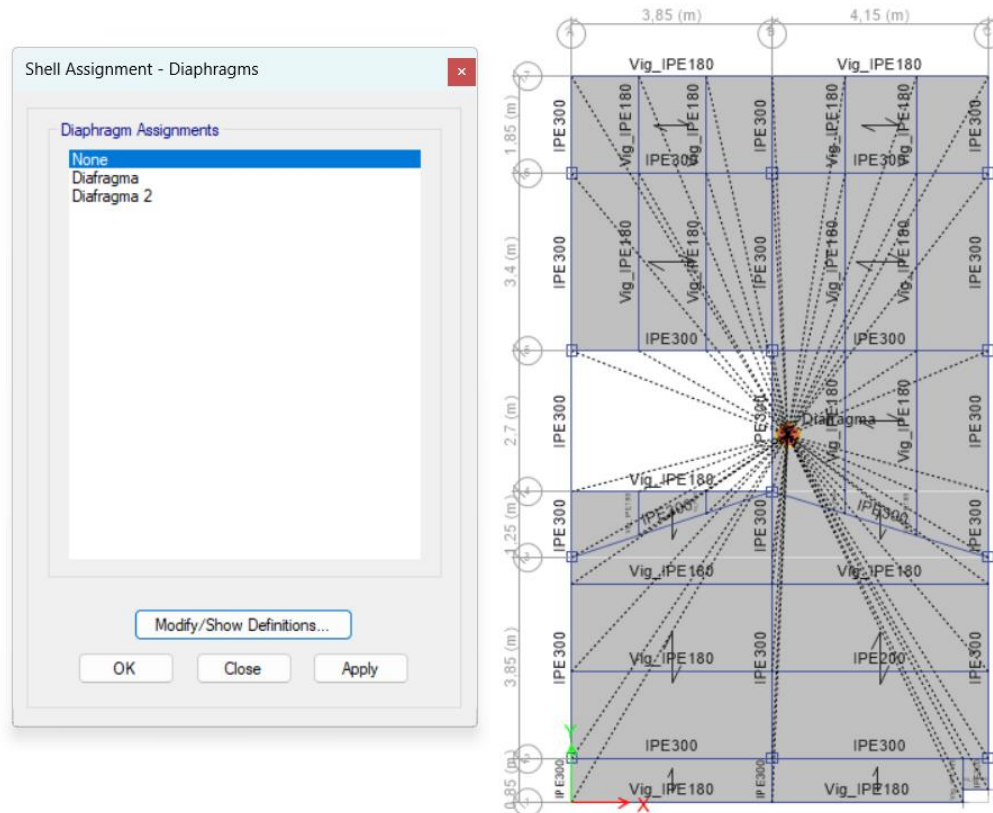 Shell Assignment - Diaphragms
Diaphragm Assignments
None
Diafragma
Diafragma 2
Modify/Show Definitions...
OK
Close
Apply
3,85 (m)
4,15 (m)
Vig_IPE180
Vig_IPE180
1,85 (m)
IPE300
Vig_IPE180
Vig_IPE180
IPE300
Vig_IPE180
Vig_IPE180
IPE300
IPE300
IPE300
3,4 (m)
IPE300
Vig_IPE180
Vig_IPE180
IPE300
Vig_IPE180
Vig_IPE180
IPE300
IPE300
IPE300
2,7 (m)
IPE300
IPE300
Diafragma
Vig_IPE180
Vig_IPE180
IPE300
Vig_IPE180
1,25 (m)
IPE300
IPE300
IPE300
IPE300
Vig_IPE180
Vig_IPE180
3,85 (m)
IPE300
Vig_IPE180
IPE300
IPE200
IPE300
IPE300
IPE300
0,85 (m)
IPE300
Y
X
Vig_IPE180
IPE300
Vig_IPE180